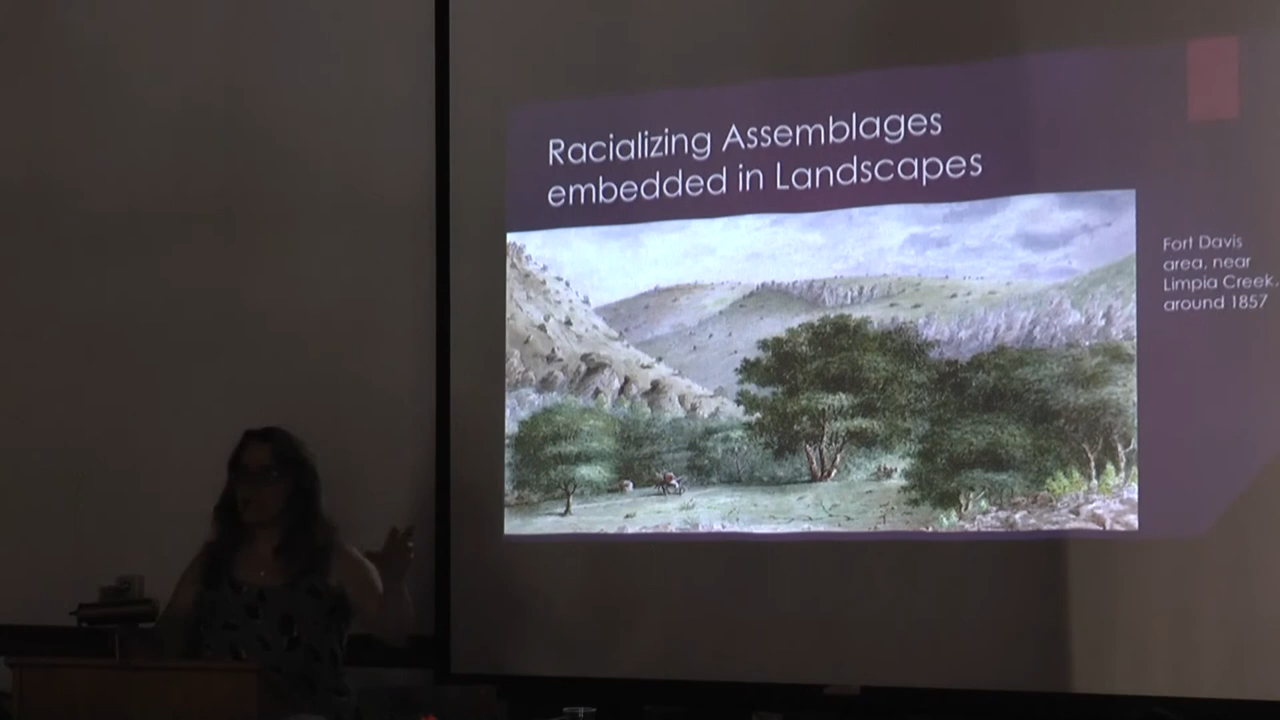 Racializing Assemblages
embedded in Landscapes
Fort Davis
area, near
Limpia Creek,
around 1857